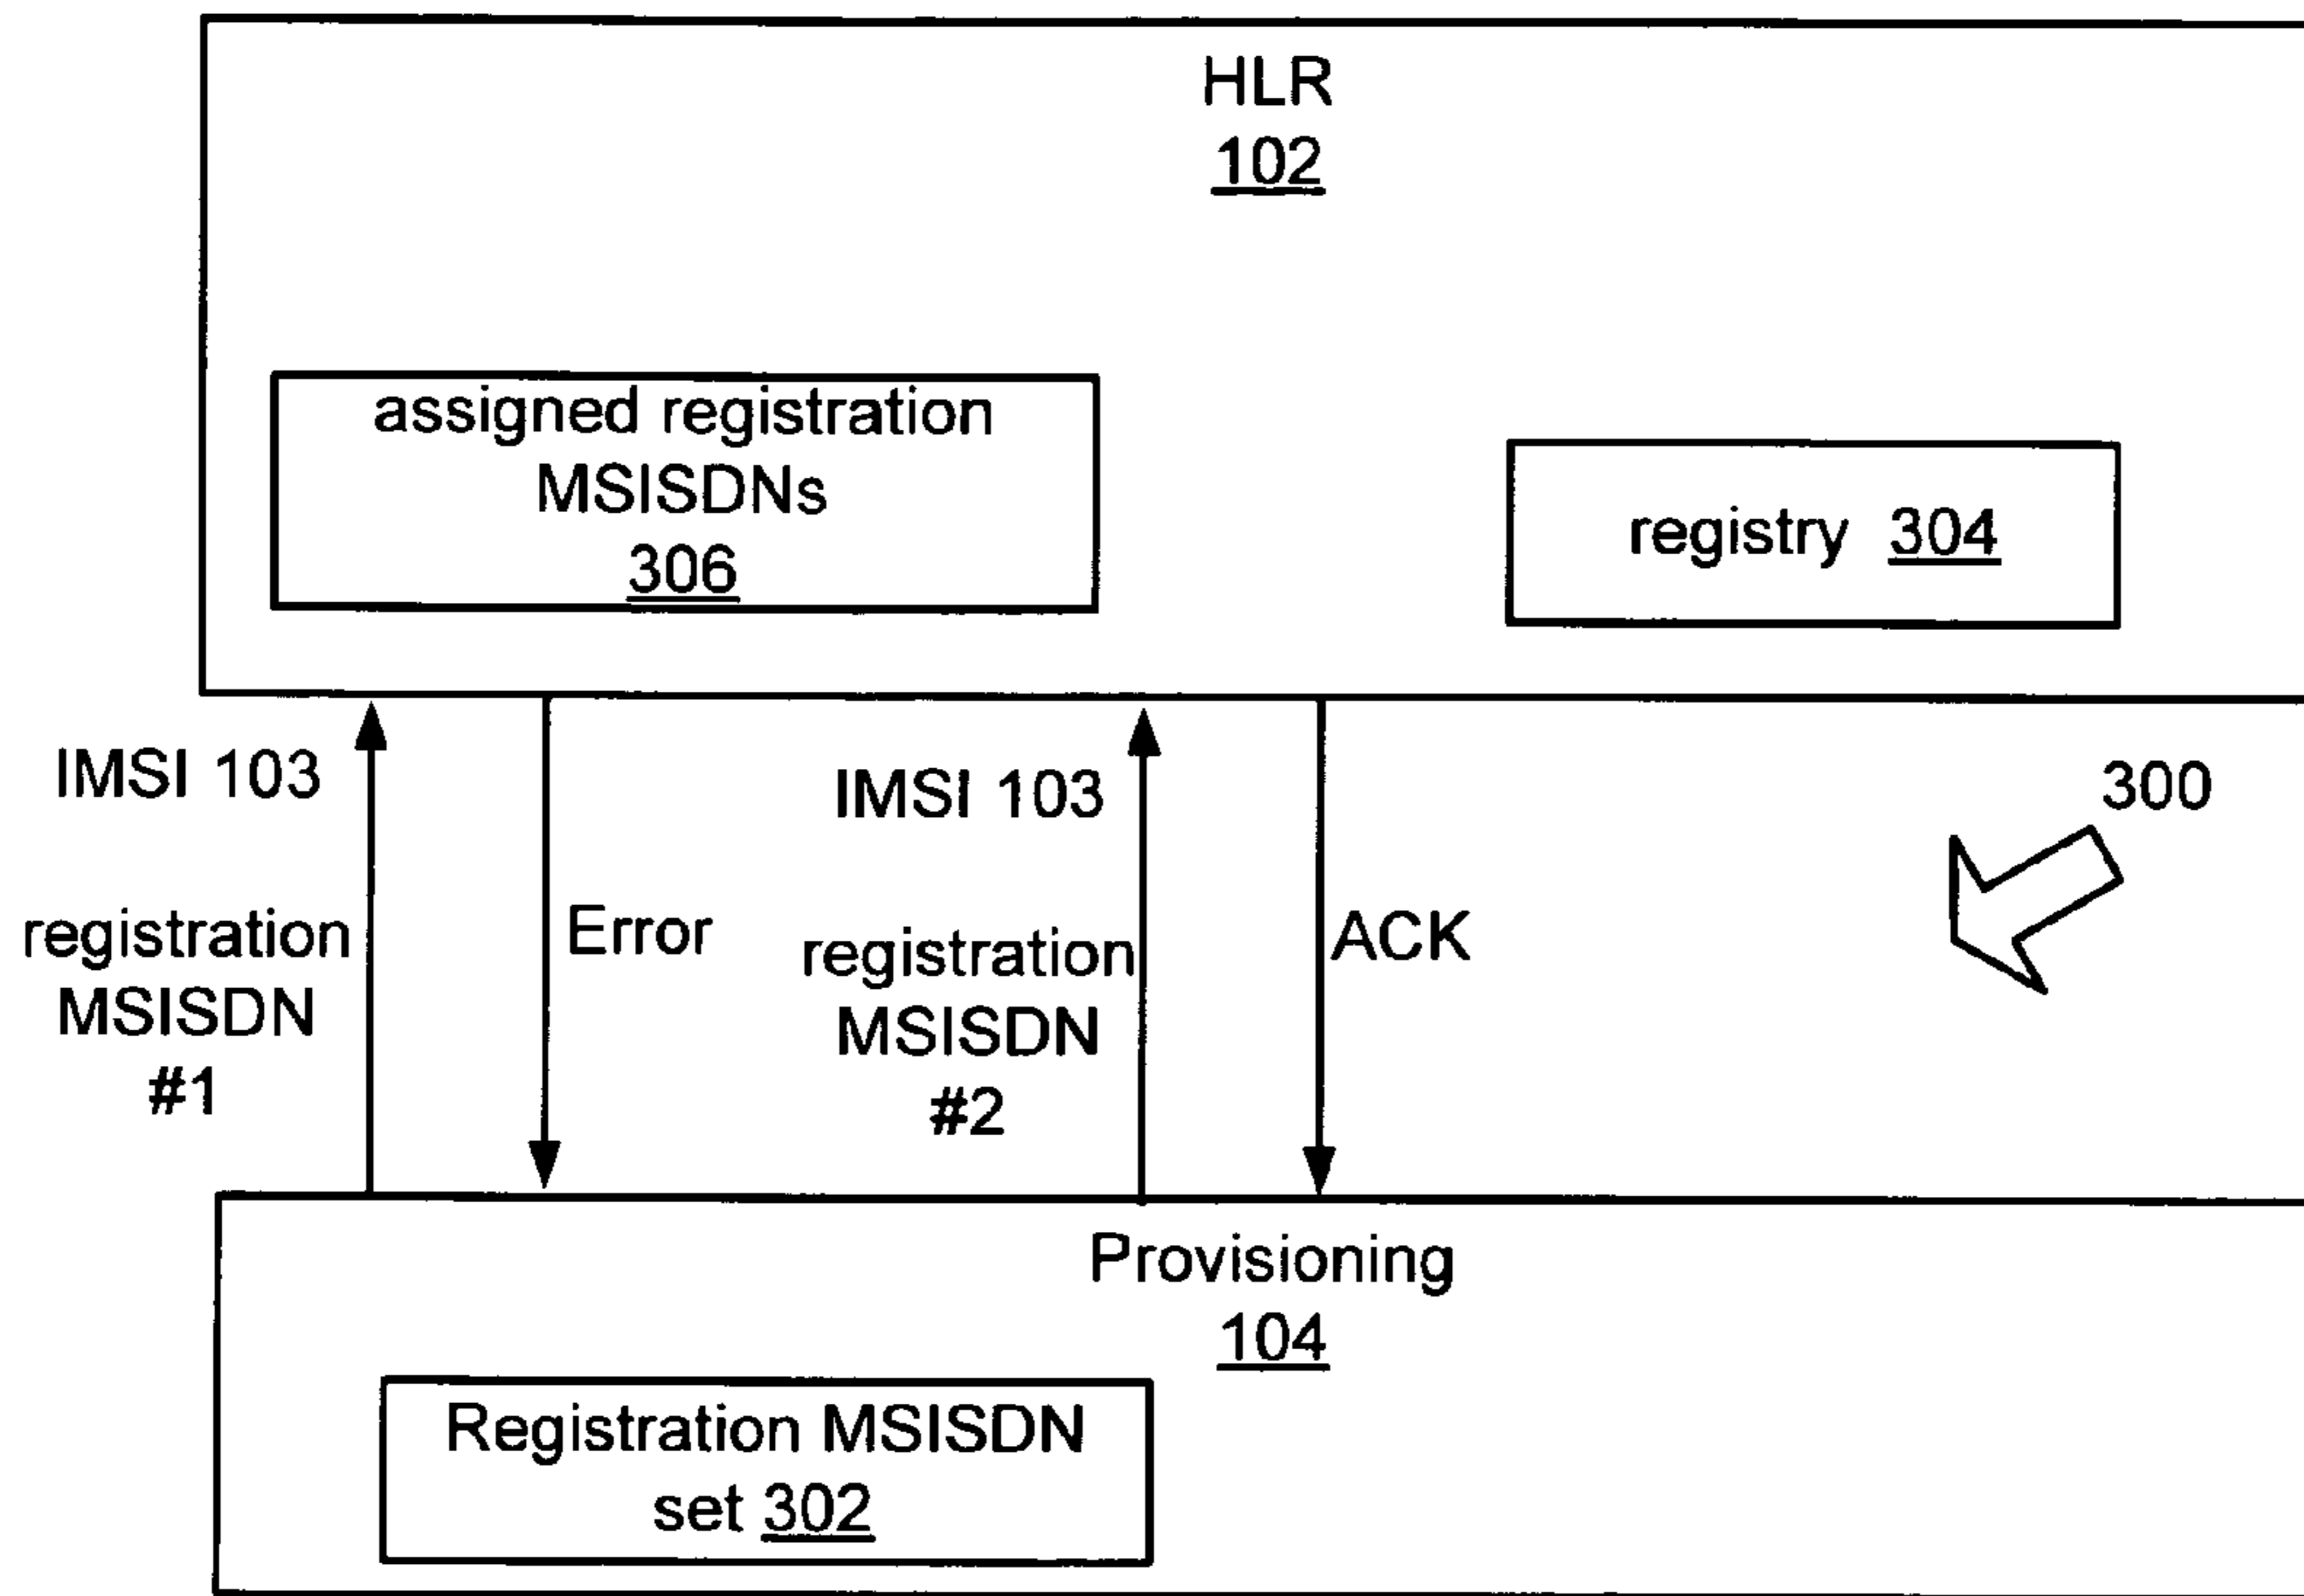 HLR
102
assigned registration
MSISDNs
306
registry 304
IMSI 103
registration
MSISDN
#1
Error
IMSI 103
registration
MSISDN
#2
ACK
300
Provisioning
104
Registration MSISDN
set 302